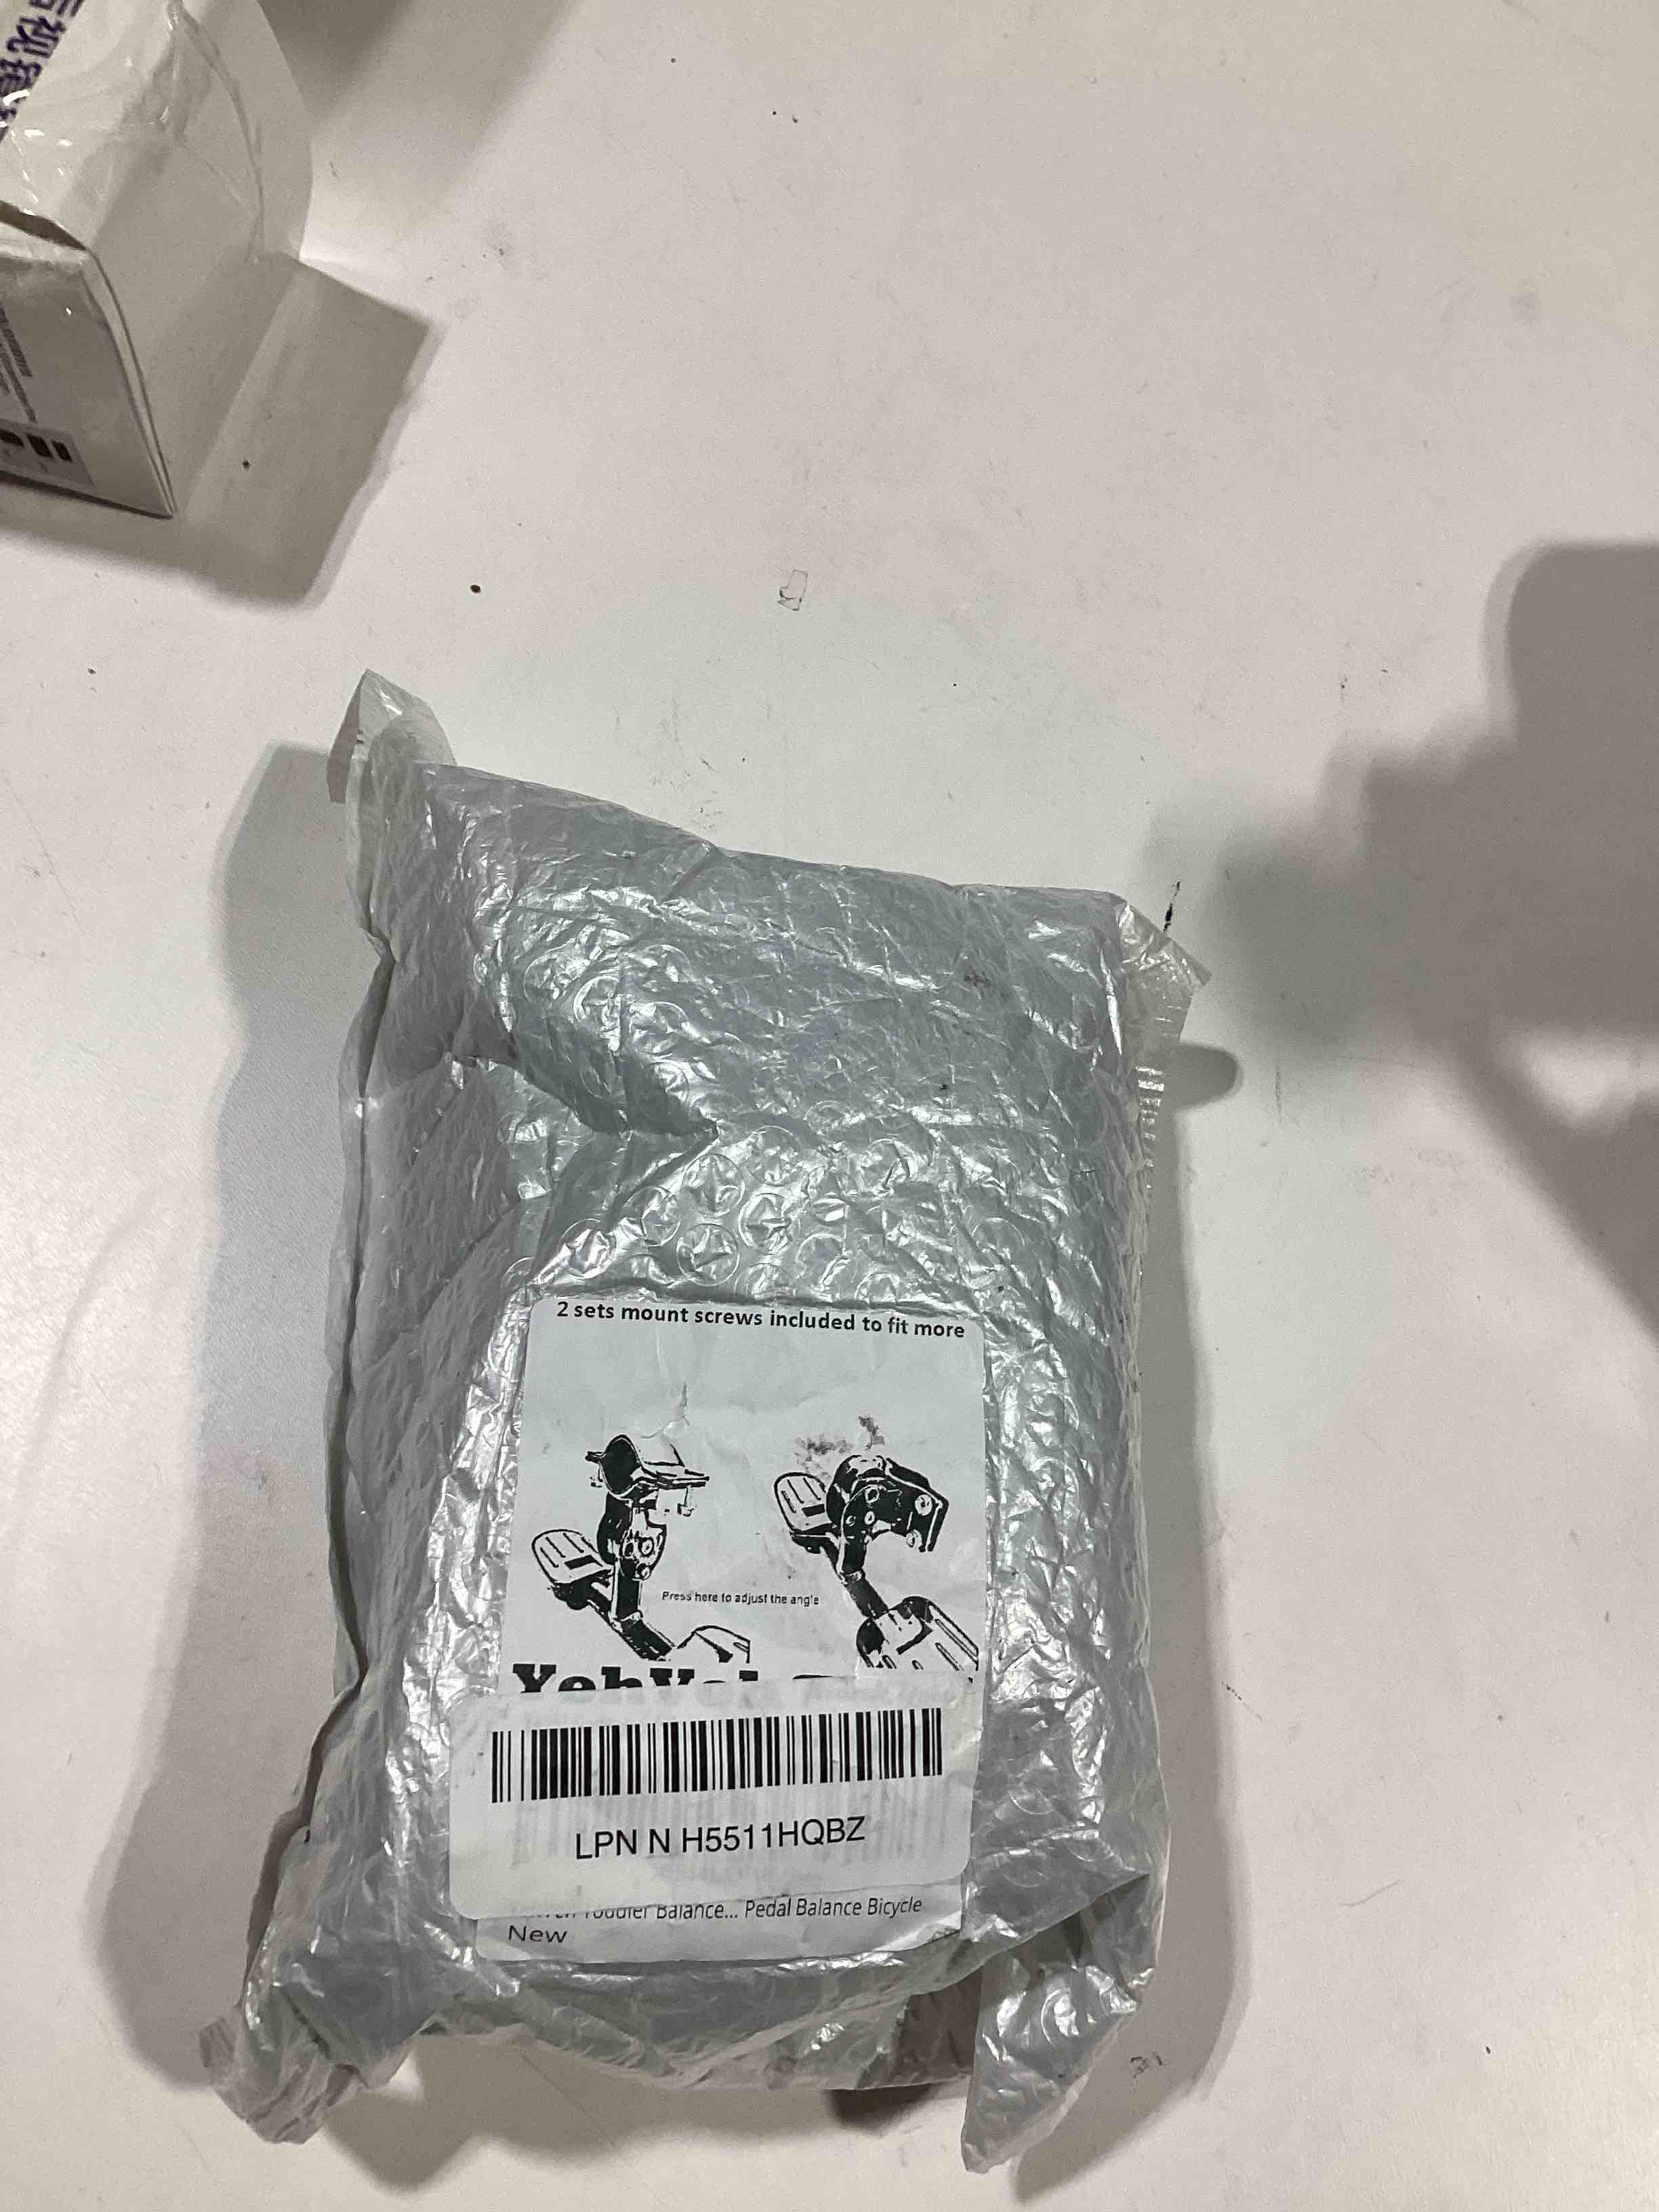 2 sets mount screws included to fit more
Press here to adjust the angle
LPN N H5511HQBZ
Toddler Balance... Pedal Balance Bicycle
New